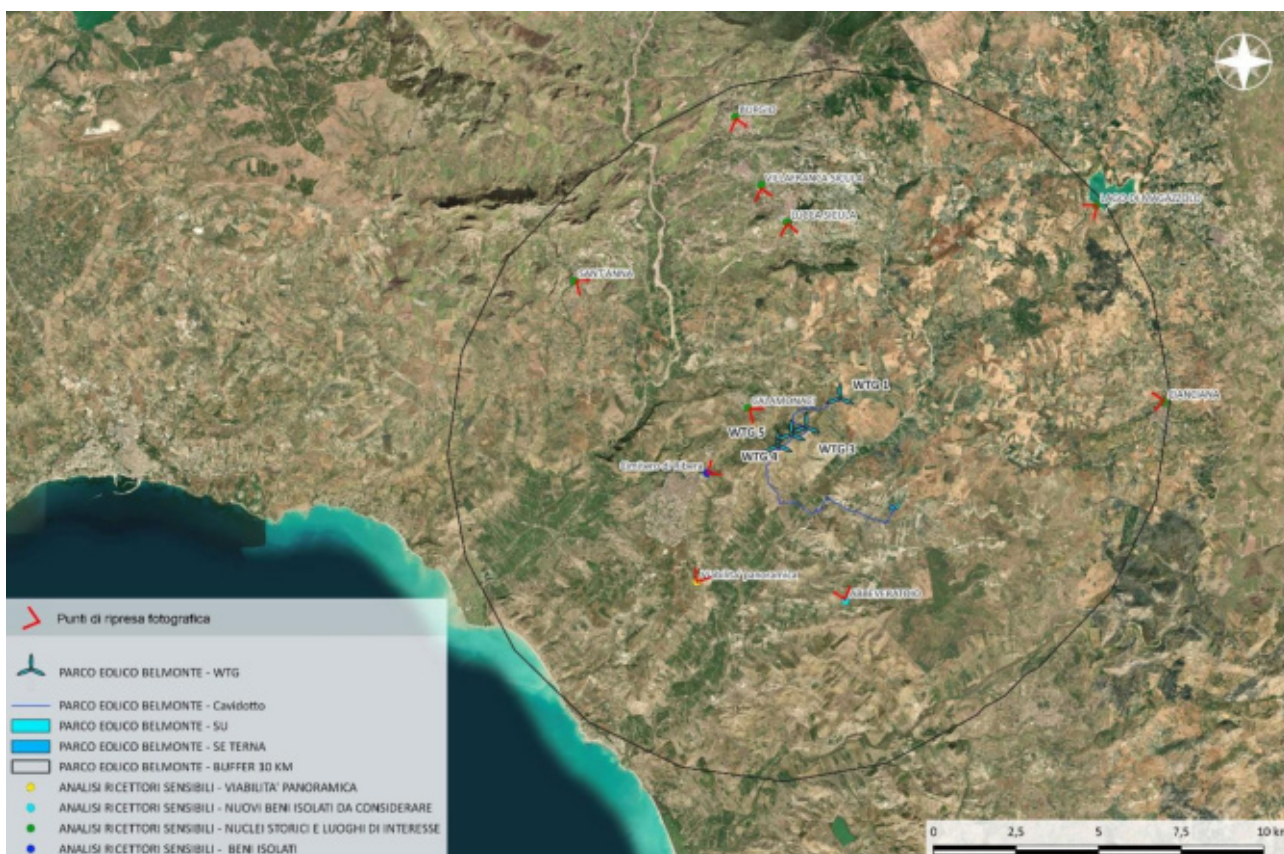 BURGIO
VILLAFRANCA SICULA
LUCCA SICULA
LAGO DI MAGAZZOLO
SANT'ANNA
WTG 1
CIANCIANA
CALAMONACI
WTG 5
WTG 3
WTG 4
Cimitero di Ribera
Viabilita' panoramica
ABBEVERATOIO
Punti di ripresa fotografica
PARCO EOLICO BELMONTE - WTG
PARCO EOLICO BELMONTE - Cavidotto
PARCO EOLICO BELMONTE - SU
PARCO EOLICO BELMONTE - SE TERNA
PARCO EOLICO BELMONTE - BUFFER 10 KM
ANALISI RICETTORI SENSIBILI - VIABILITA' PANORAMICA
ANALISI RICETTORI SENSIBILI - NUOVI BENI ISOLATI DA CONSIDERARE
ANALISI RICETTORI SENSIBILI - NUCLEI STORICI E LUOGHI DI INTERESSE
ANALISI RICETTORI SENSIBILI - BENI ISOLATI
0 2,5 5 7,5 10 km